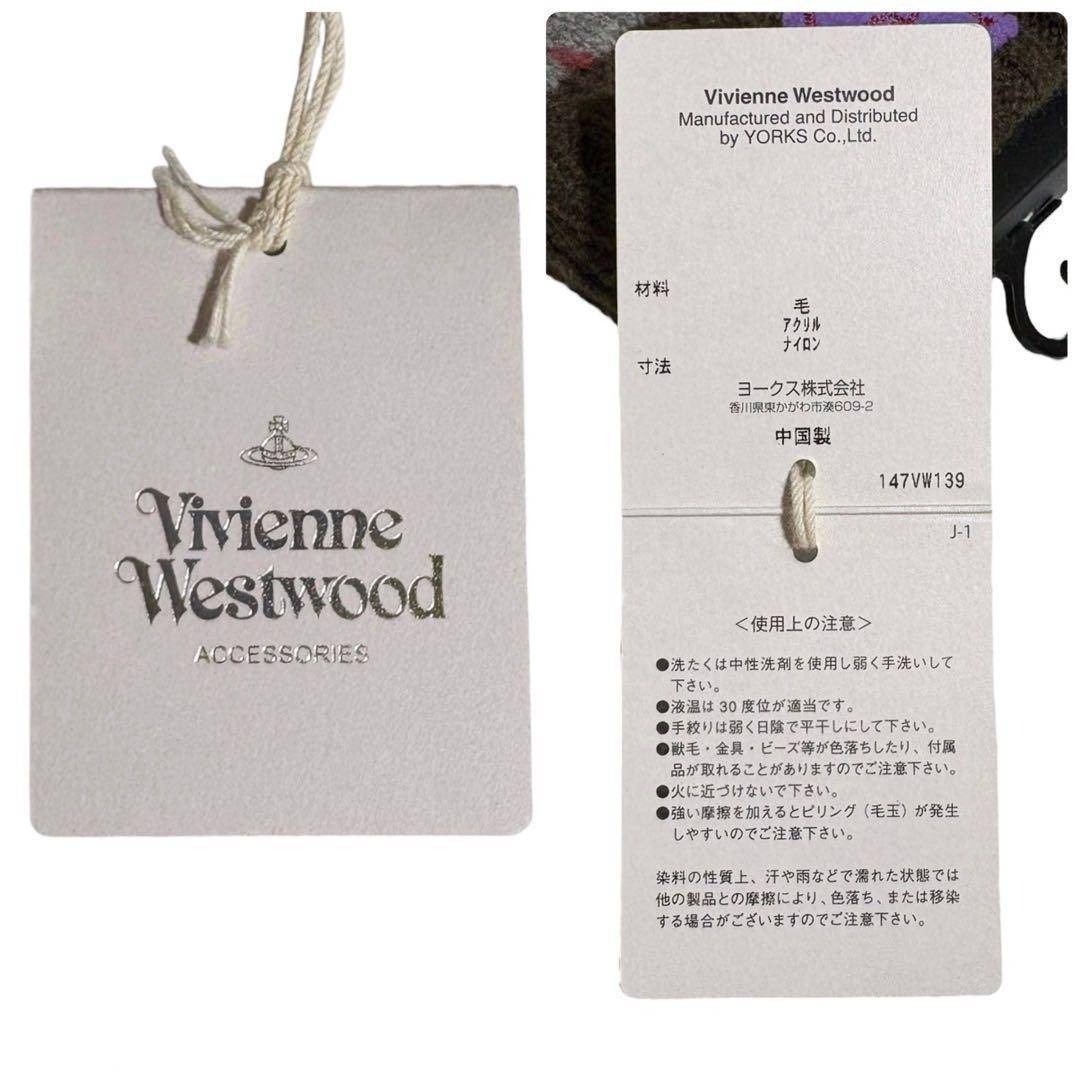 Vivienne
Westwood
ACCESSORIES
Vivienne Westwood
Manufactured and Distributed
by YORKS Co.,Ltd.
材料
毛
アクリル
ナイロン
寸法
ヨークス株式会社
香川県東かがわ市湊609-2
中国製
147VW139
J-1
＜使用上の注意＞
●洗たくは中性洗剤を使用し弱く手洗いして
下さい。
●液温は 30 度位が適当です。
●手絞りは弱く日陰で平干しにして下さい。
●獣毛・金具・ビーズ等が色落ちしたり、付属
品が取れることがありますのでご注意下さい。
●火に近づけないで下さい。
●強い摩擦を加えるとピリング（毛玉）が発生
しやすいのでご注意下さい。
染料の性質上、汗や雨などで濡れた状態では
他の製品との摩擦により、色落ち、または移染
する場合がございますのでご注意下さい。